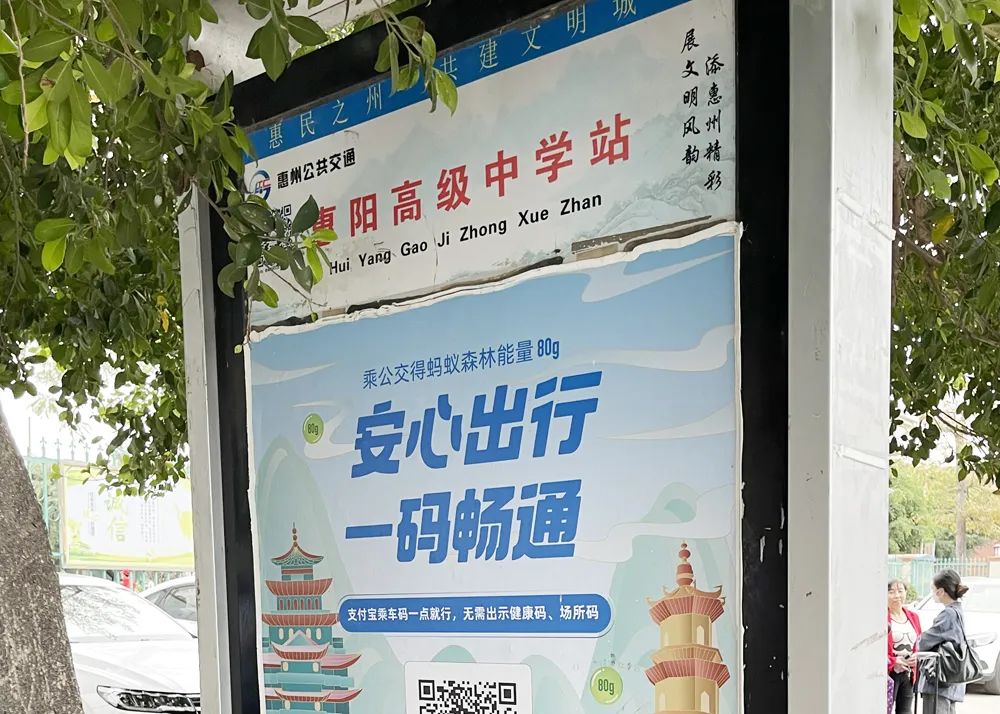 惠民之州 共建文明城
惠州公共交通
惠阳高级中学站
Hui Yang Gao Ji Zhong Xue Zhan
展文明风韵
添惠州精彩
乘公交得蚂蚁森林能量80g
80g
安心出行
一码畅通
支付宝乘车码一点就行，无需出示健康码、场所码
80g
诚信